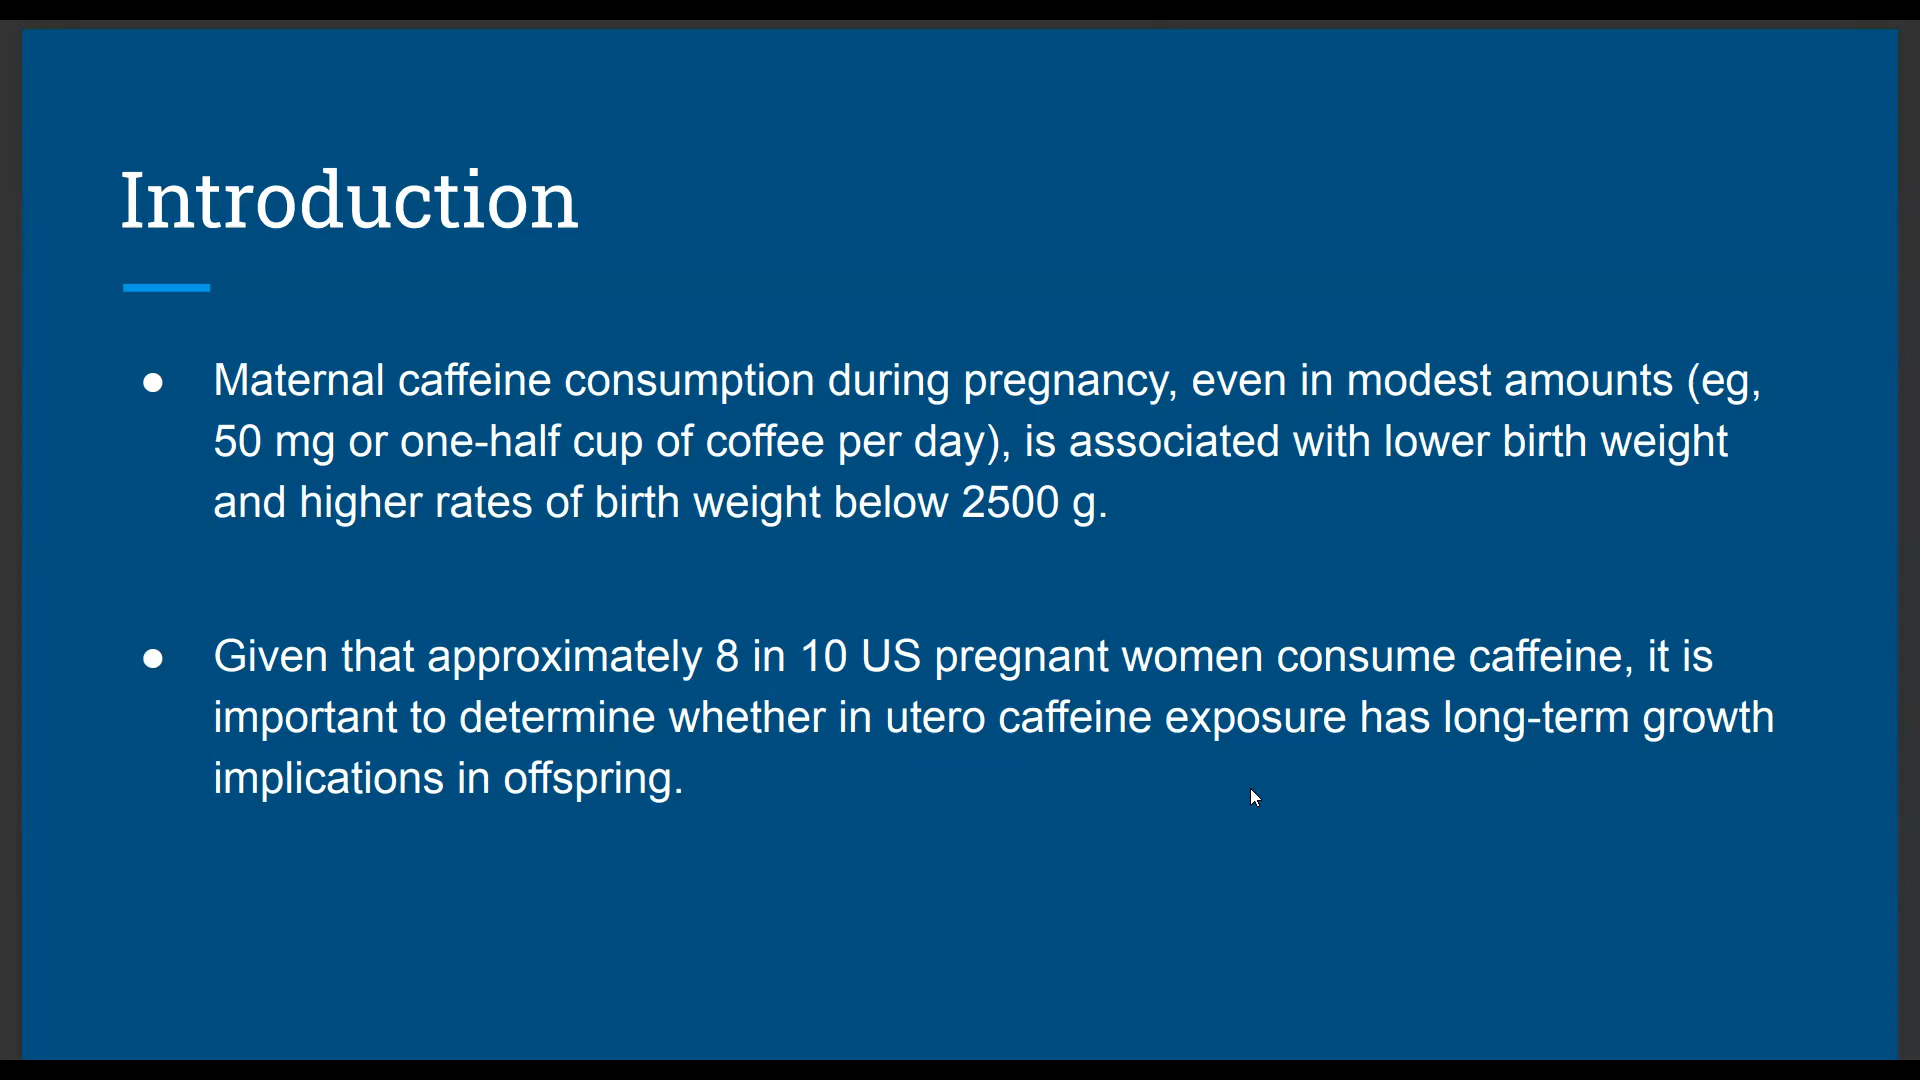 Introduction
● Maternal caffeine consumption during pregnancy, even in modest amounts (eg,
50 mg or one-half cup of coffee per day), is associated with lower birth weight
and higher rates of birth weight below 2500 g.
● Given that approximately 8 in 10 US pregnant women consume caffeine, it is
important to determine whether in utero caffeine exposure has long-term growth
implications in offspring.